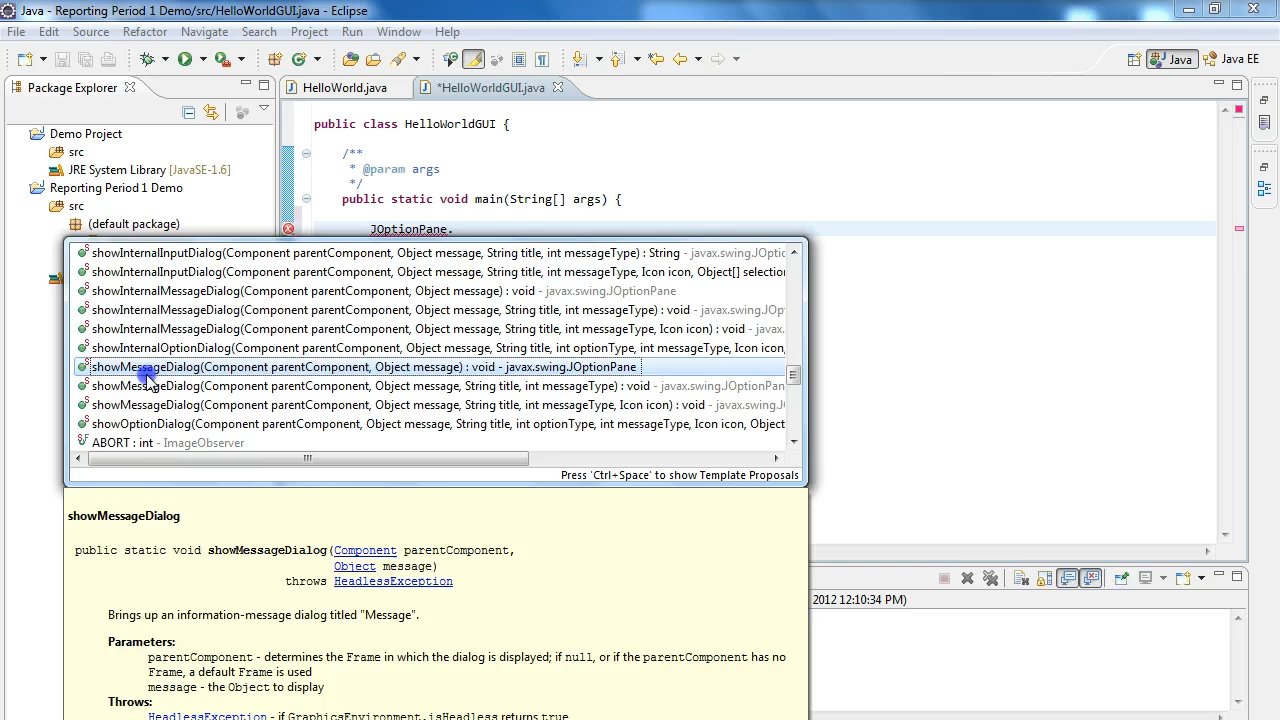 Java - Reporting Period 1 Demo/src/HelloWorldGUI.java - Eclipse
File Edit Source Refactor Navigate Search Project Run Window Help
Java Java EE
Package Explorer
HelloWorld.java *HelloWorldGUI.java
Demo Project
src
JRE System Library [JavaSE-1.6]
Reporting Period 1 Demo
src
(default package)
public class HelloWorldGUI {
/**
* @param args
*/
public static void main(String[] args) {
JOptionPane.
showInternalInputDialog(Component parentComponent, Object message, String title, int messageType) : String - javax.swing.JOptio
showInternalInputDialog(Component parentComponent, Object message, String title, int messageType, Icon icon, Object[] selection
showInternalMessageDialog(Component parentComponent, Object message) : void - javax.swing.JOptionPane
showInternalMessageDialog(Component parentComponent, Object message, String title, int messageType) : void - javax.swing.JOp
showInternalMessageDialog(Component parentComponent, Object message, String title, int messageType, Icon icon) : void - javax.
showInternalOptionDialog(Component parentComponent, Object message, String title, int optionType, int messageType, Icon icon,
showMessageDialog(Component parentComponent, Object message) : void - javax.swing.JOptionPane
showMessageDialog(Component parentComponent, Object message, String title, int messageType) : void - javax.swing.JOptionPan
showMessageDialog(Component parentComponent, Object message, String title, int messageType, Icon icon) : void - javax.swing.JO
showOptionDialog(Component parentComponent, Object message, String title, int optionType, int messageType, Icon icon, Object
ABORT : int - ImageObserver
Press 'Ctrl+Space' to show Template Proposals
showMessageDialog
public static void showMessageDialog(Component parentComponent,
Object message)
throws HeadlessException
Brings up an information-message dialog titled "Message".
Parameters:
parentComponent - determines the Frame in which the dialog is displayed; if null, or if the parentComponent has no
Frame, a default Frame is used
message - the Object to display
Throws:
HeadlessException - if GraphicsEnvironment.isHeadless returns true
2012 12:10:34 PM)